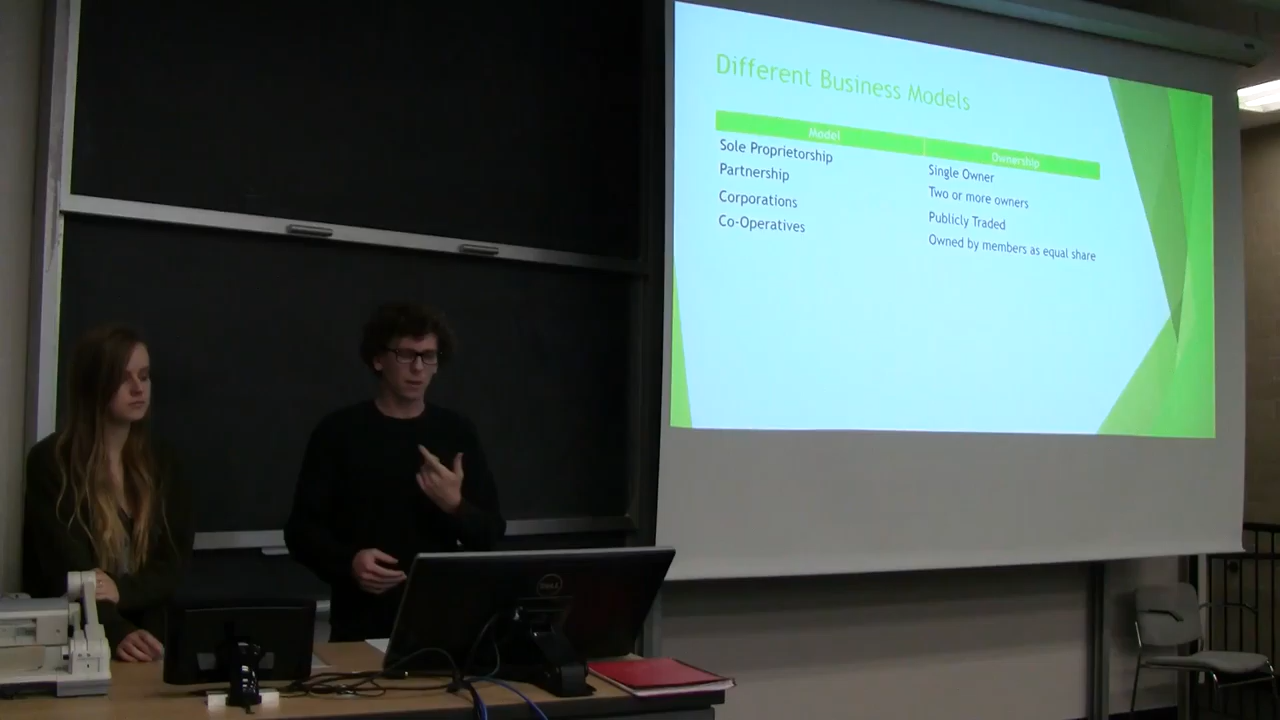 Different Business Models
Model Ownership
Sole Proprietorship Single Owner
Partnership Two or more owners
Corporations Publicly Traded
Co-Operatives Owned by members as equal share
DELL